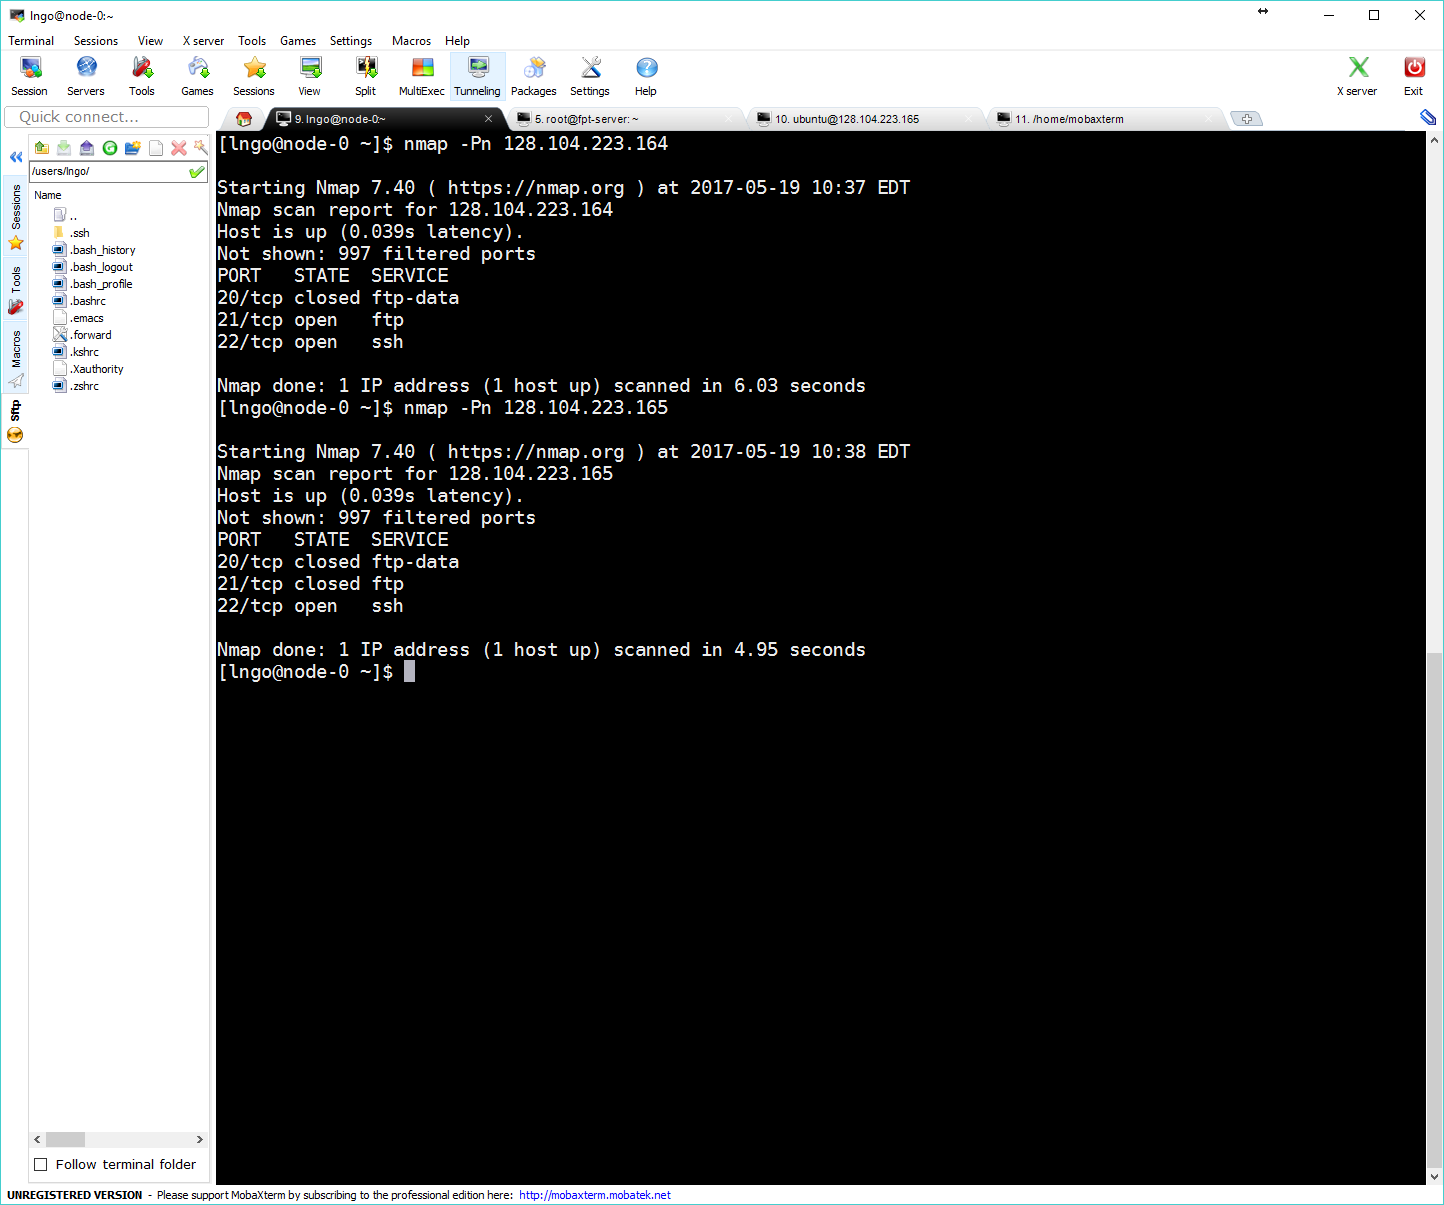 lngo@node-0:~
Terminal Sessions View X server Tools Games Settings Macros Help
Session Servers Tools Games Sessions View Split MultiExec Tunneling Packages Settings Help X server Exit
Quick connect...
9. lngo@node-0:~
5. root@fpt-server: ~
10. ubuntu@128.104.223.165
11. /home/mobaxterm
Sessions
Tools
Macros
Sftp
/users/lngo/
Name
..
.ssh
.bash_history
.bash_logout
.bash_profile
.bashrc
.emacs
.forward
.kshrc
.Xauthority
.zshrc
Follow terminal folder
[lngo@node-0 ~]$ nmap -Pn 128.104.223.164
Starting Nmap 7.40 ( https://nmap.org ) at 2017-05-19 10:37 EDT
Nmap scan report for 128.104.223.164
Host is up (0.039s latency).
Not shown: 997 filtered ports
PORT   STATE  SERVICE
20/tcp closed ftp-data
21/tcp open   ftp
22/tcp open   ssh
Nmap done: 1 IP address (1 host up) scanned in 6.03 seconds
[lngo@node-0 ~]$ nmap -Pn 128.104.223.165
Starting Nmap 7.40 ( https://nmap.org ) at 2017-05-19 10:38 EDT
Nmap scan report for 128.104.223.165
Host is up (0.039s latency).
Not shown: 997 filtered ports
PORT   STATE  SERVICE
20/tcp closed ftp-data
21/tcp closed ftp
22/tcp open   ssh
Nmap done: 1 IP address (1 host up) scanned in 4.95 seconds
[lngo@node-0 ~]$
UNREGISTERED VERSION - Please support MobaXterm by subscribing to the professional edition here: http://mobaxterm.mobatek.net